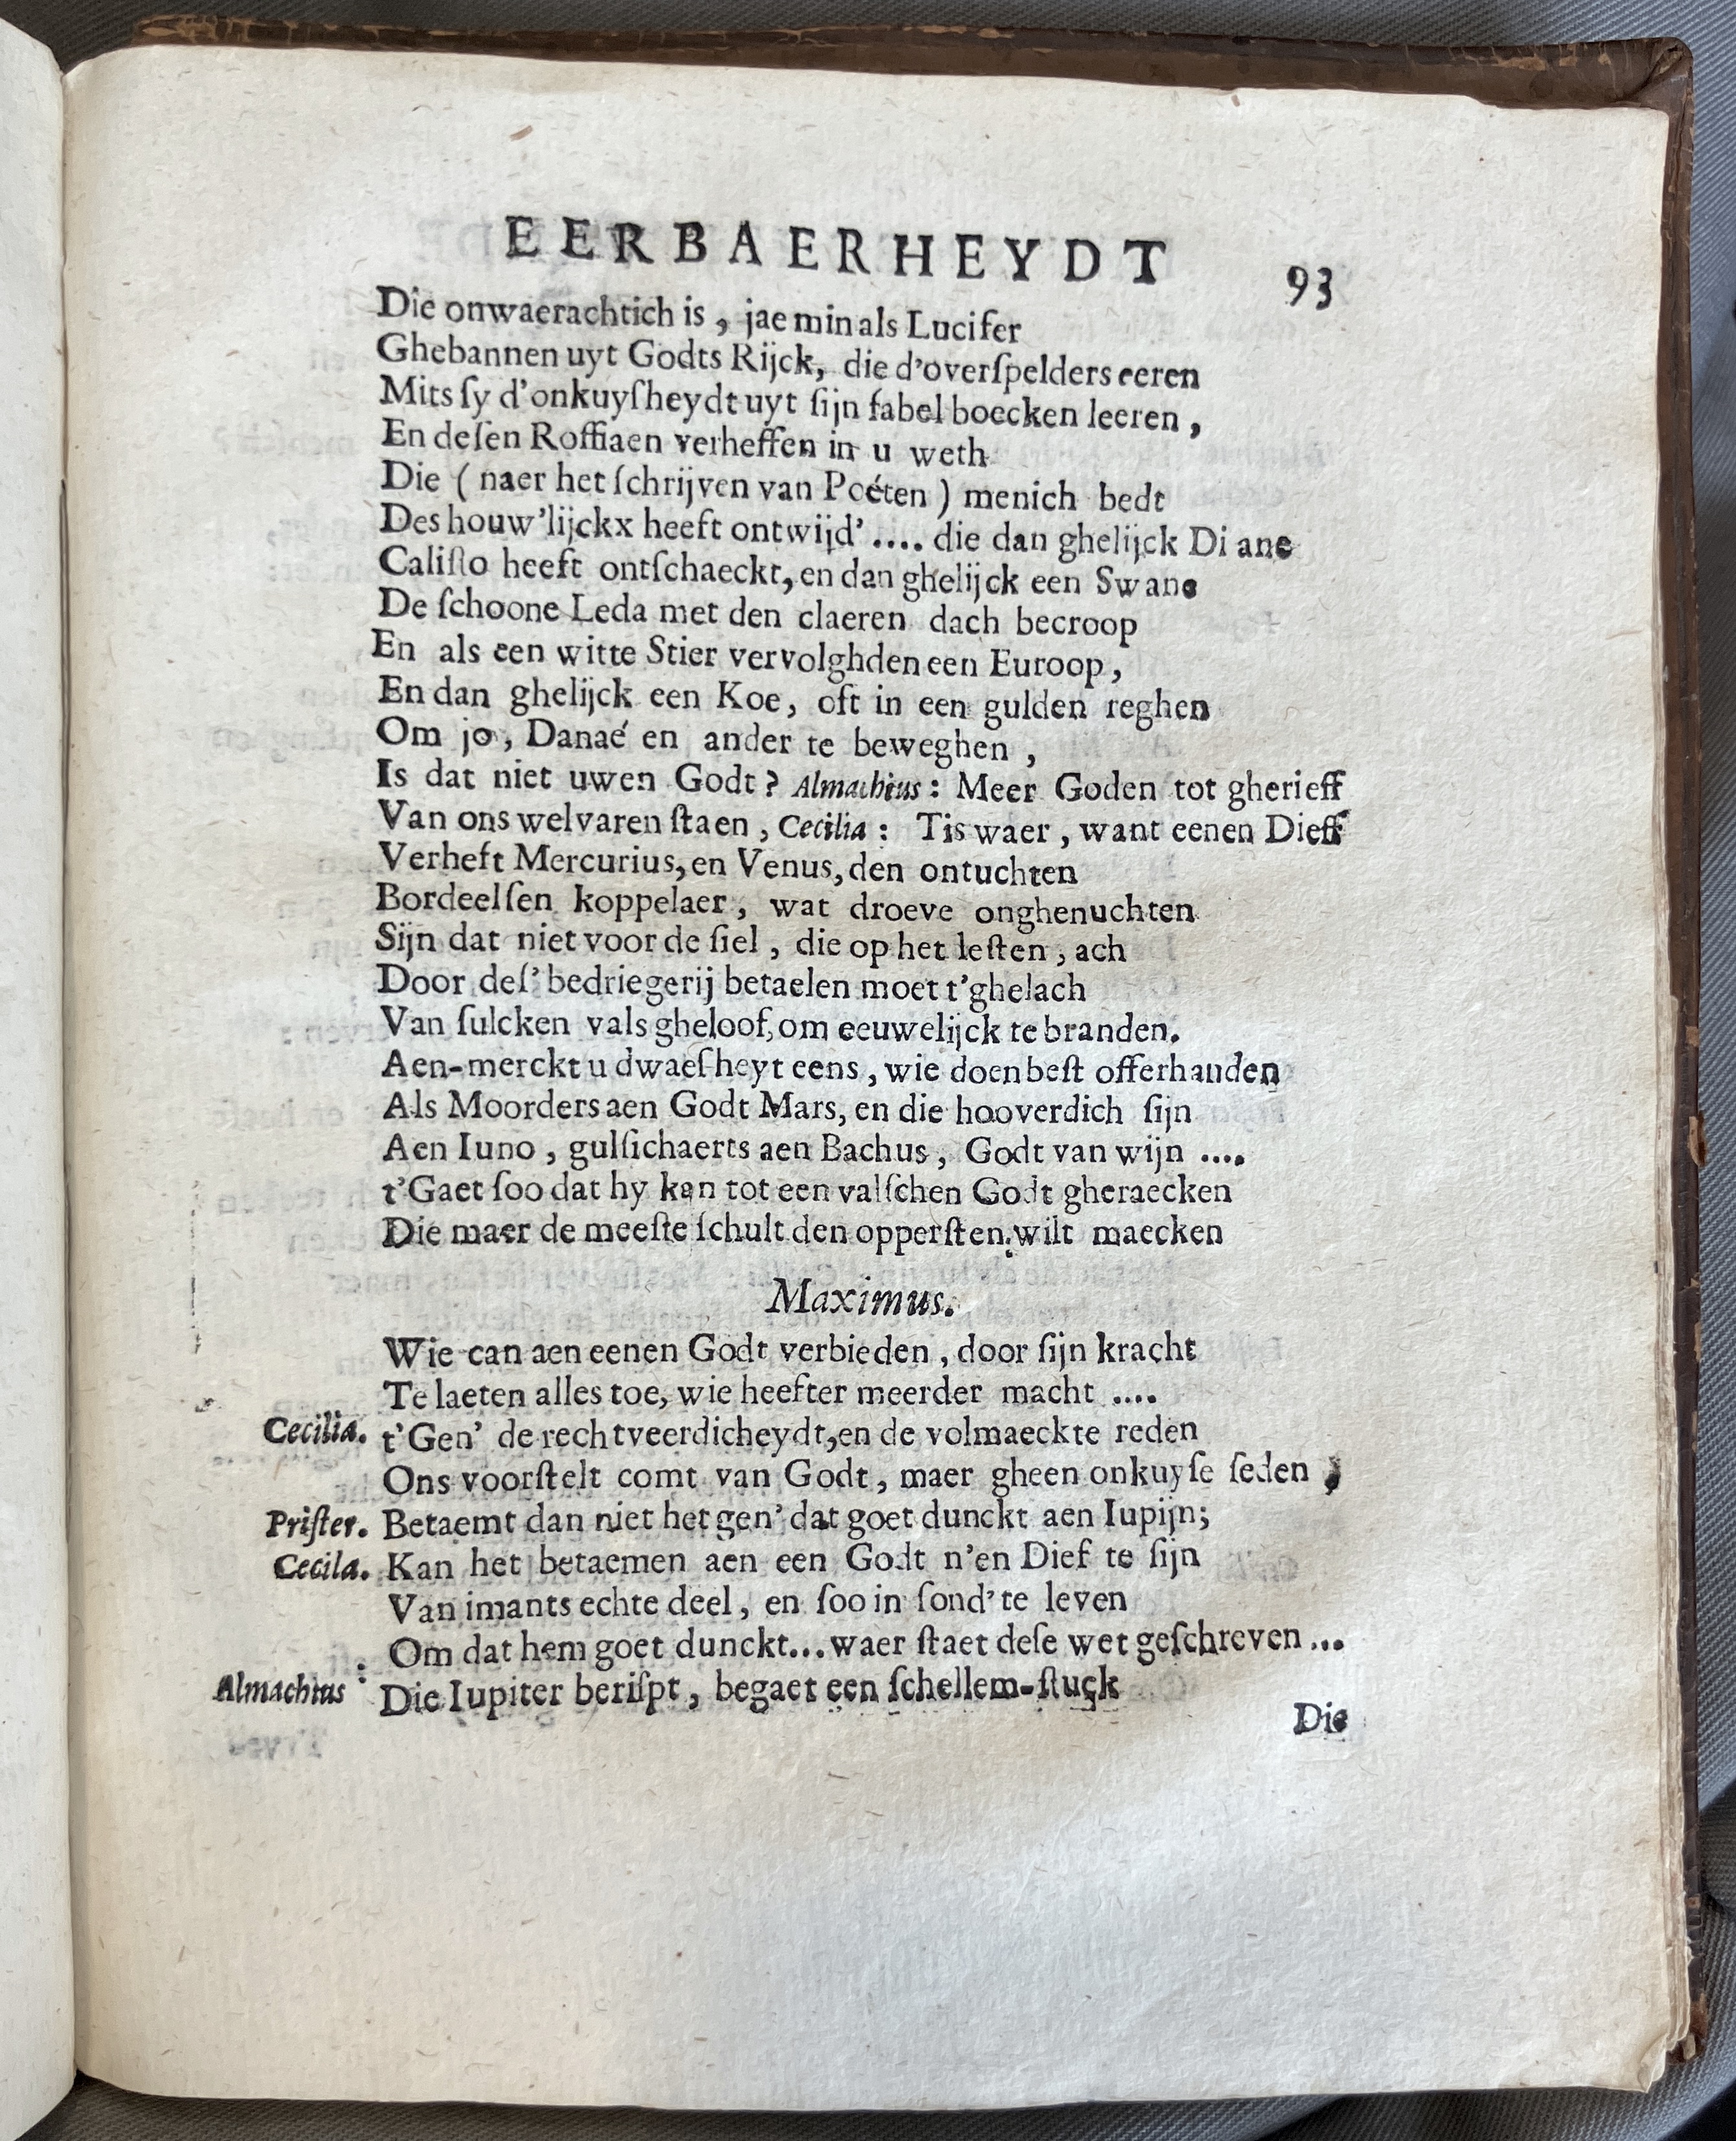 EERBAERHEYDT
93
Die onwaerachtich is, jae min als Lucifer
Ghebannen uyt Godts Rijck, die d'overſpelders eeren
Mits ſy d'onkuyſheydt uyt ſijn fabel boecken leeren,
En deſen Roffiaen verheffen in u weth
Die ( naer het ſchrijven van Poéten ) menich bedt
Des houw'lijckx heeft ontwijd' .... die dan ghelijck Diane
Caliſto heeft ontſchaeckt, en dan ghelijck een Swane
De ſchoone Leda met den claeren dach becroop
En als een witte Stier vervolghden een Euroop,
En dan ghelijck een Koe, oft in een gulden reghen
Om jo, Danaé en ander te beweghen,
Is dat niet uwen Godt? Almachius: Meer Goden tot gherieff
Van ons welvaren ſtaen, Cecilia: Tis waer, want eenen Dieff
Verheft Mercurius, en Venus, den ontuchten
Bordeelſen koppelaer, wat droeve onghenuchten
Sijn dat niet voor de ſiel, die op het leſten, ach
Door deſ' bedriegerij betaelen moet t'ghelach
Van ſulcken vals gheloof, om eeuwelijck te branden.
Aen-merckt u dwaeſheyt eens, wie doen beſt offerhanden
Als Moorders aen Godt Mars, en die hooverdich ſijn
Aen Iuno, gulſichaerts aen Bachus, Godt van wijn ....
t'Gaet ſoo dat hy kan tot een valſchen Godt gheraecken
Die maer de meeſte ſchult den opperſten wilt maecken
Maximus.
Wie can aen eenen Godt verbieden, door ſijn kracht
Te laeten alles toe, wie heefter meerder macht ....
Cecilia. t'Gen' de rechtveerdicheydt, en de volmaeckte reden
Ons voorſtelt comt van Godt, maer gheen onkuyſe ſeden;
Priſter. Betaemt dan niet het gen' dat goet dunckt aen Iupijn;
Cecila. Kan het betaemen aen een Godt n'en Dief te ſijn
Van imants echte deel, en ſoo in ſond' te leven
Om dat hem goet dunckt... waer ſtaet deſe wet geſchreven ...
Almachius: Die Iupiter beriſpt, begaet een ſchellem-ſtuck
Die